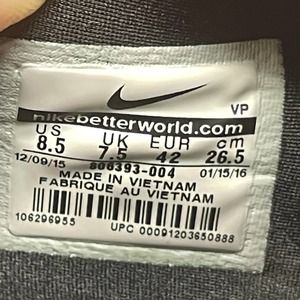 VP
nikebetterworld.com
US UK EUR cm
8.5 7.5 42 26.5
12/09/15 808393-004 01/15/16
MADE IN VIETNAM
FABRIQUE AU VIETNAM
106296955
UPC 00091203650888